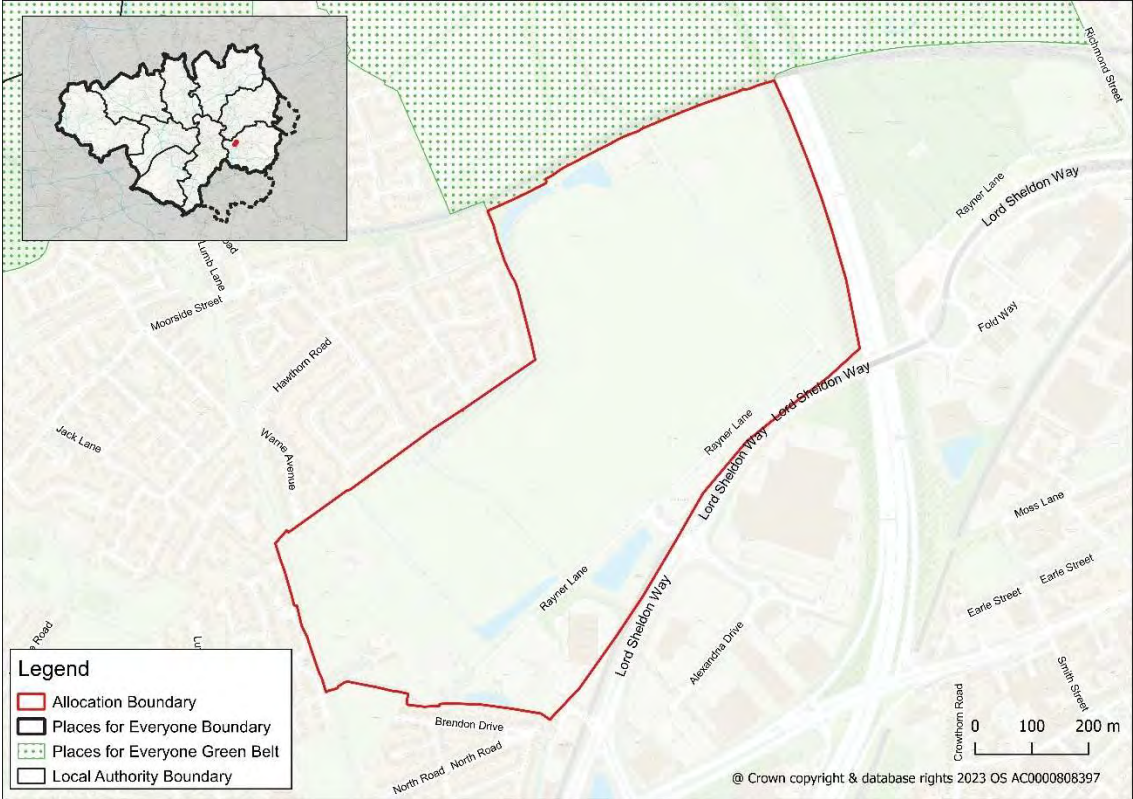 Richmond Street
Rayner Lane
Lord Sheldon Way
Lumb Lane
Moorside Street
Fold Way
Hawthorn Road
Lord Sheldon Way
Jack Lane
Warne Avenue
Rayner Lane
Lord Sheldon Way
Moss Lane
Rayner Lane
Earle Street
Earle Street
Lord Sheldon Way
Alexandria Drive
Smith Street
Crowthorn Road
Brendon Drive
North Road
North Road
Legend
Allocation Boundary
Places for Everyone Boundary
Places for Everyone Green Belt
Local Authority Boundary
0 100 200 m
@ Crown copyright & database rights 2023 OS AC0000808397